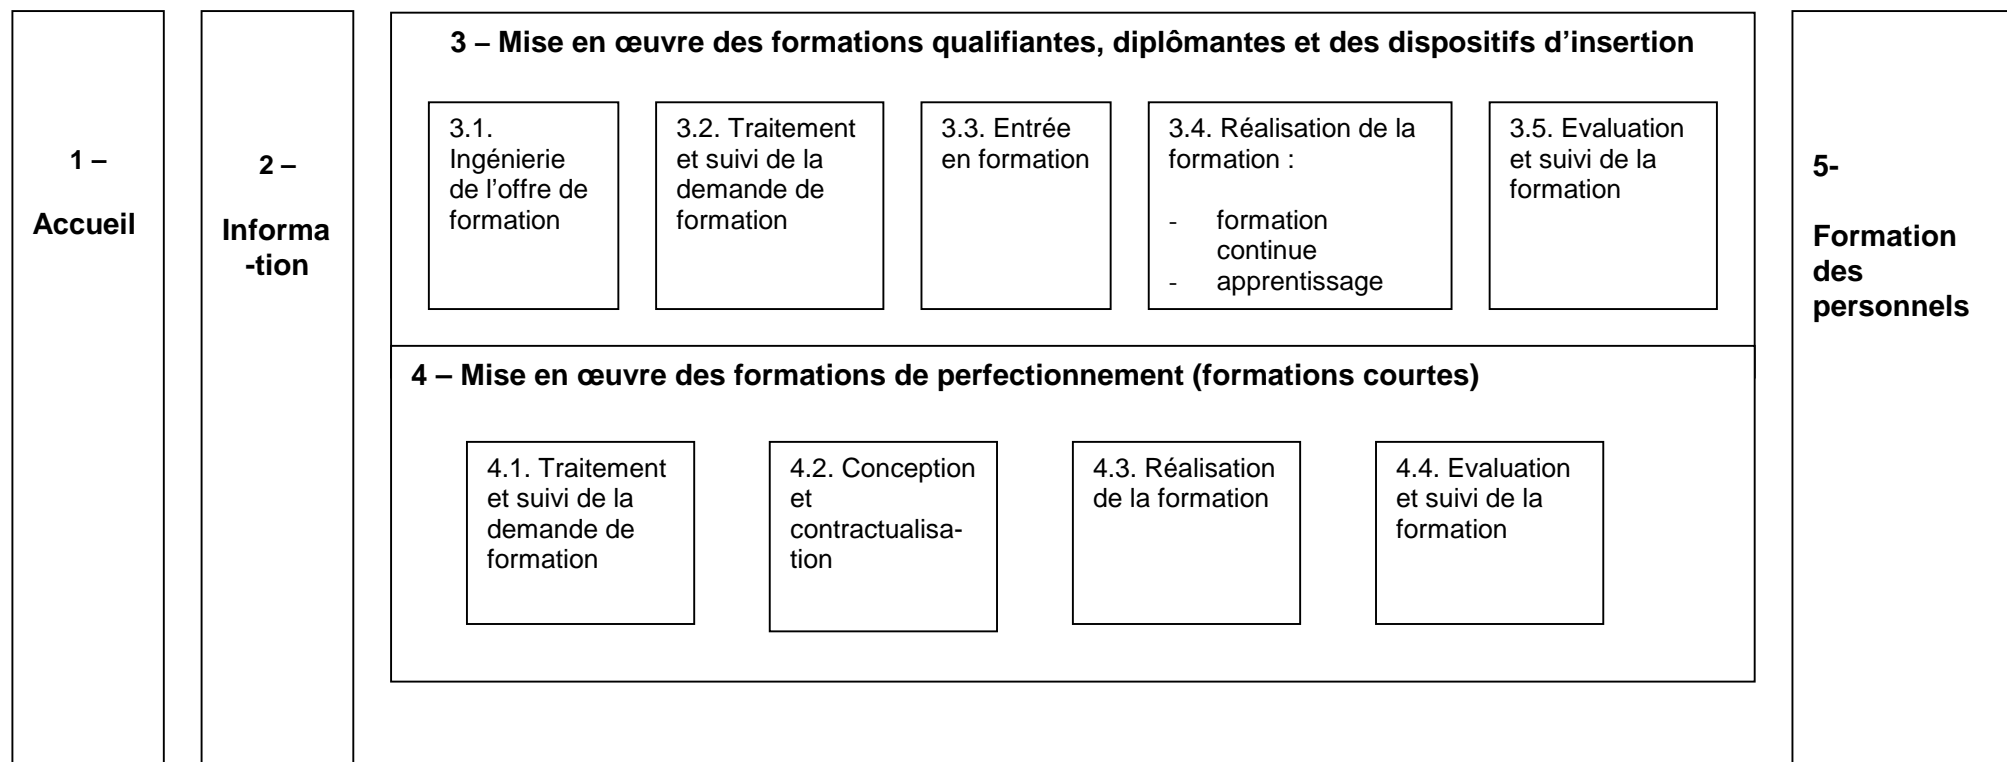 1 –
Accueil
2 –
Informa
-tion
3 – Mise en œuvre des formations qualifiantes, diplômantes et des dispositifs d’insertion
3.1.
Ingénierie
de l’offre de
formation
3.2. Traitement
et suivi de la
demande de
formation
3.3. Entrée
en formation
3.4. Réalisation de la
formation :
- formation
continue
- apprentissage
3.5. Evaluation
et suivi de la
formation
4 – Mise en œuvre des formations de perfectionnement (formations courtes)
4.1. Traitement
et suivi de la
demande de
formation
4.2. Conception
et
contractualisa-
tion
4.3. Réalisation
de la formation
4.4. Evaluation
et suivi de la
formation
5-
Formation
des
personnels